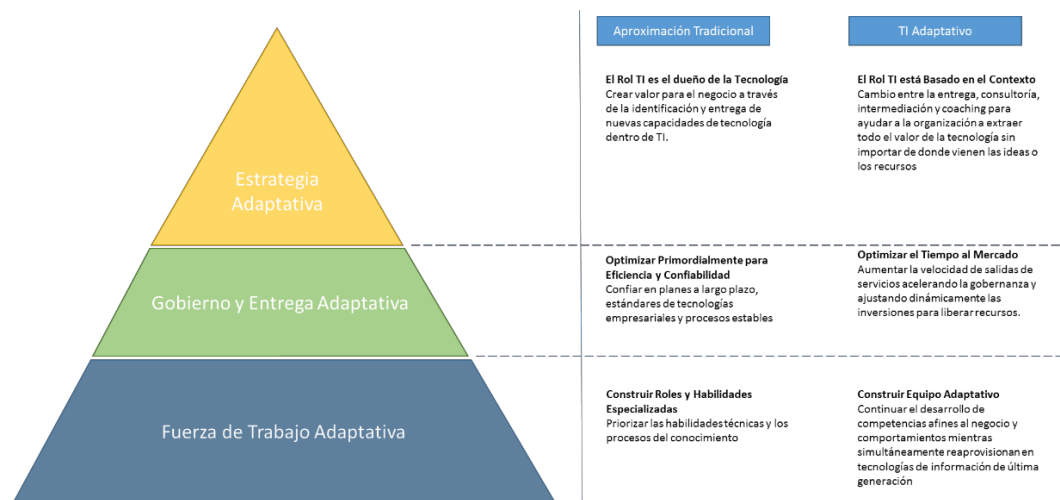 Aproximación Tradicional
TI Adaptativo
Estrategia
Adaptativa
El Rol TI es el dueño de la Tecnología
Crear valor para el negocio a través
de la identificación y entrega de
nuevas capacidades de tecnología
dentro de TI.
El Rol TI está Basado en el Contexto
Cambio entre la entrega, consultoría,
intermediación y coaching para
ayudar a la organización a extraer
todo el valor de la tecnología sin
importar de donde vienen las ideas o
los recursos
Gobierno y Entrega Adaptativa
Optimizar Primordialmente para
Eficiencia y Confiabilidad
Confiar en planes a largo plazo,
estándares de tecnologías
empresariales y procesos estables
Optimizar el Tiempo al Mercado
Aumentar la velocidad de salidas de
servicios acelerando la gobernanza y
ajustando dinámicamente las
inversiones para liberar recursos.
Fuerza de Trabajo Adaptativa
Construir Roles y Habilidades
Especializadas
Priorizar las habilidades técnicas y los
procesos del conocimiento
Construir Equipo Adaptativo
Continuar el desarrollo de
competencias afines al negocio y
comportamientos mientras
simultáneamente reaprovisionan en
tecnologías de información de última
generación